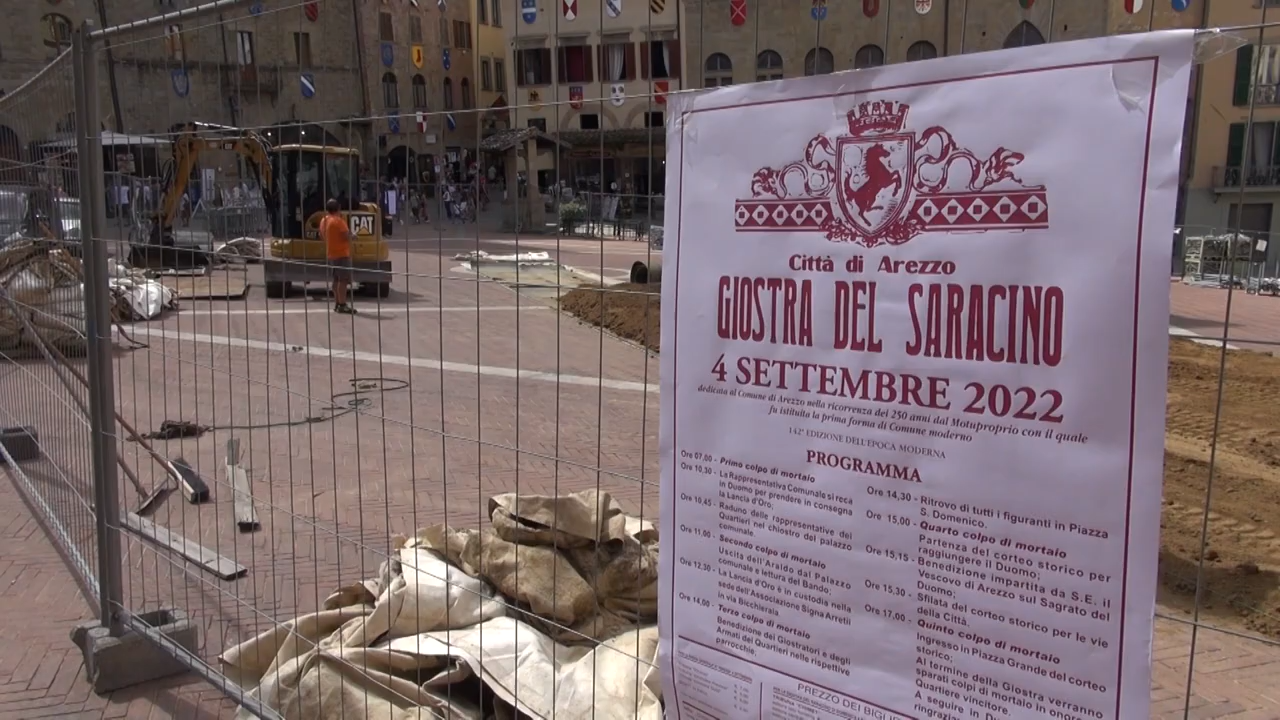 CAT
Città di Arezzo
GIOSTRA DEL SARACINO
4 SETTEMBRE 2022
dedicata al Comune di Arezzo nella ricorrenza dei 250 anni dal Motuproprio con il quale
fu istituita la prima forma di Comune moderno
142ª EDIZIONE DELL'EPOCA MODERNA
PROGRAMMA
Ore 07,00 - Primo colpo di mortaio
Ore 10,30 - La Rappresentativa Comunale si reca
in Duomo per prendere in consegna
la Lancia d'Oro;
Ore 10,45 - Raduno delle rappresentative dei
Quartieri nel chiostro del palazzo
comunale.
Ore 11,00 - Secondo colpo di mortaio
Uscita dell'Araldo dal Palazzo
comunale e lettura del Bando;
Ore 12,30 - La Lancia d'Oro è in custodia nella
sede dell'Associazione Signa Arretii
in via Bicchieraia.
Ore 14,00 - Terzo colpo di mortaio
Benedizione dei Giostratori e degli
Armati dei Quartieri nelle rispettive
parrocchie.
Ore 14,30 - Ritrovo di tutti i figuranti in Piazza
S. Domenico.
Ore 15,00 - Quarto colpo di mortaio
Partenza del corteo storico per
raggiungere il Duomo;
Ore 15,15 - Benedizione impartita da S.E. il
Vescovo di Arezzo sul Sagrato del
Duomo;
Ore 15,30 - Sfilata del corteo storico per le vie
della Città.
Ore 17,00 - Quinto colpo di mortaio
Ingresso in Piazza Grande del corteo
storico;
Al termine della Giostra verranno
sparati colpi di mortaio in onore
Quartiere vincitore.
A seguire in Du
ringrazia
PREZZO DEI BIGLI